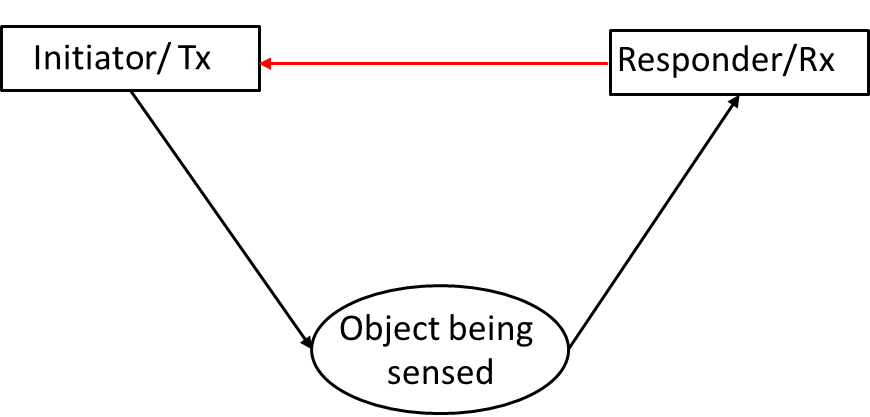 Initiator/ Tx
Responder/Rx
Object being
sensed